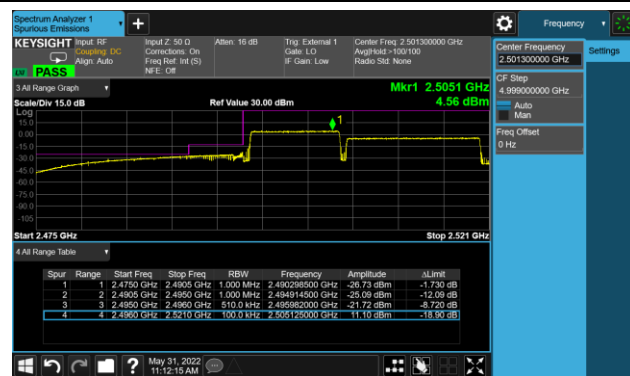 Spectrum Analyzer 1
Spurious Emissions
Frequency
KEYSIGHT
Input: RF
Coupling: DC
Align: Auto
Input Z: 50 Ω
Corrections: On
Freq Ref: Int (S)
NFE: Off
Atten: 16 dB
Trig: External 1
Gate: LO
IF Gain: Low
Center Freq: 2.501300000 GHz
Avg|Hold:>100/100
Radio Std: None
PASS
Center Frequency
2.501300000 GHz
Settings
CF Step
4.999000000 GHz
Auto
Man
Freq Offset
0 Hz
3 All Range Graph
Mkr1 2.5051 GHz
Scale/Div 15.0 dB
Ref Value 30.00 dBm
4.56 dBm
Log
15.0
0.00
-15.0
-30.0
-45.0
-60.0
-75.0
-90.0
-105
1
Start 2.475 GHz
Stop 2.521 GHz
4 All Range Table
Spur Range Start Freq Stop Freq RBW Frequency Amplitude ΔLimit
1 1 2.4750 GHz 2.4905 GHz 1.000 MHz 2.490298500 GHz -26.73 dBm -1.730 dB
2 2 2.4905 GHz 2.4950 GHz 1.000 MHz 2.494914500 GHz -25.09 dBm -12.09 dB
3 3 2.4950 GHz 2.4960 GHz 510.0 kHz 2.495982000 GHz -21.72 dBm -8.720 dB
4 4 2.4960 GHz 2.5210 GHz 100.0 kHz 2.505125000 GHz 11.10 dBm -18.90 dB
?
May 31, 2022
11:12:15 AM